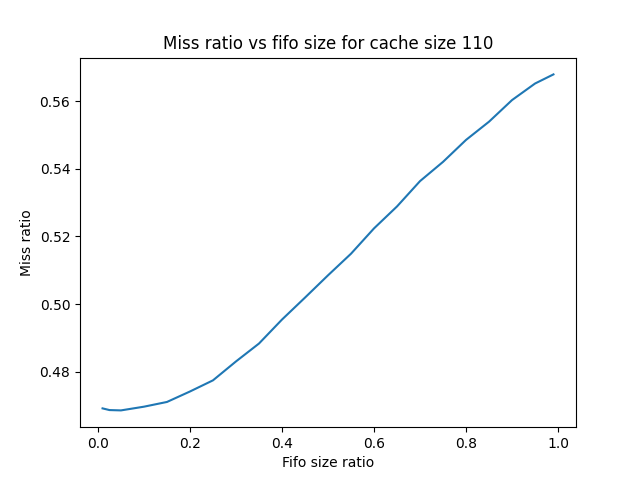 Miss ratio vs fifo size for cache size 110
0.56
0.54
0.52
0.50
0.48
Miss ratio
0.0 0.2 0.4 0.6 0.8 1.0
Fifo size ratio